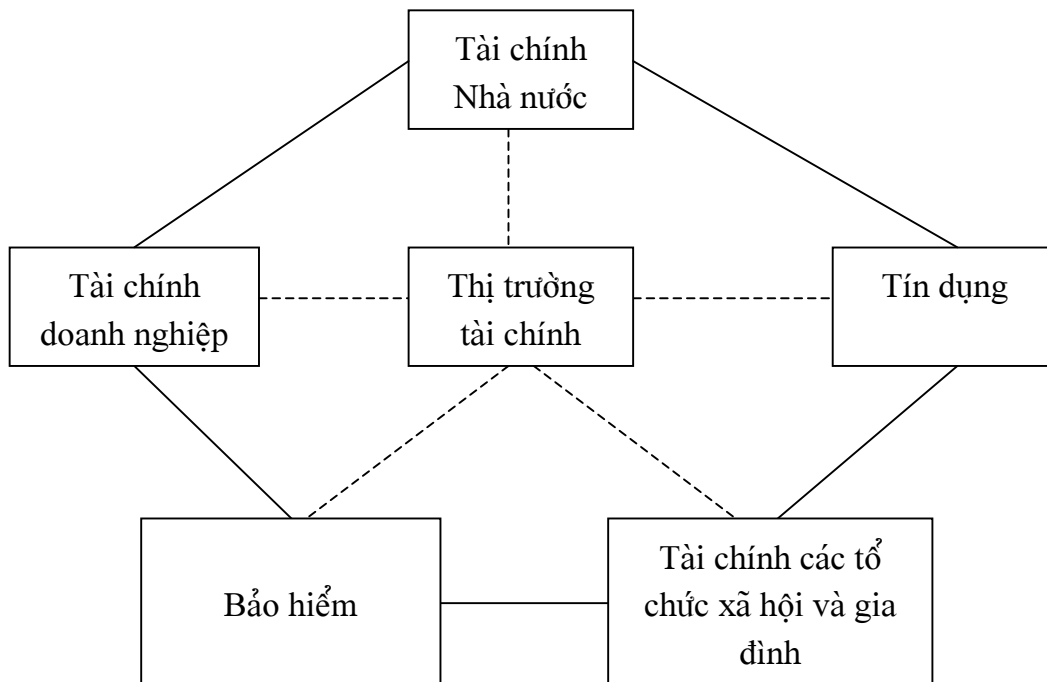 Tài chính
Nhà nước
Tài chính
doanh nghiệp
Thị trường
tài chính
Tín dụng
Bảo hiểm
Tài chính các tổ
chức xã hội và gia
đình